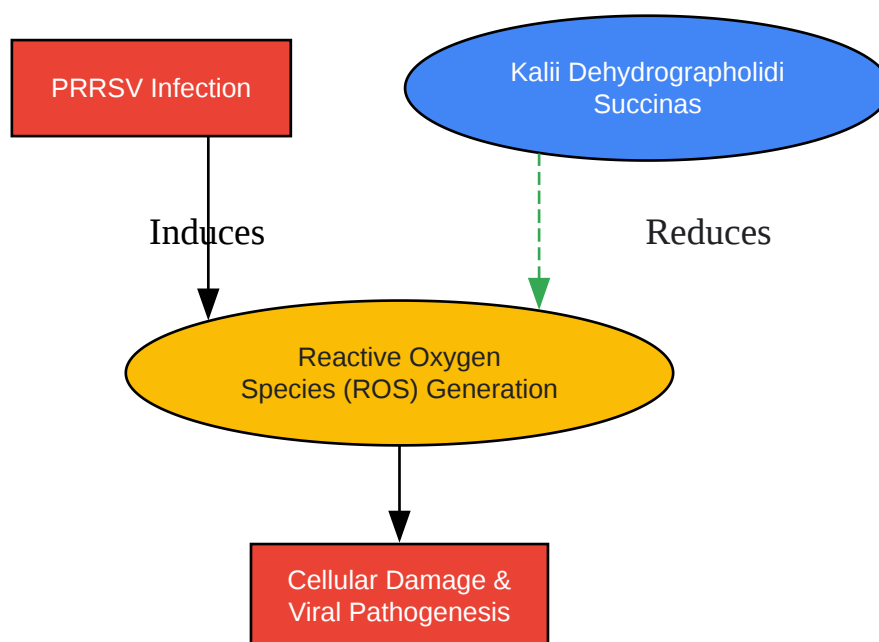 PRRSV Infection
Kalii Dehydrographolidi
Succinas
Induces
Reduces
Reactive Oxygen
Species (ROS) Generation
Cellular Damage &
Viral Pathogenesis